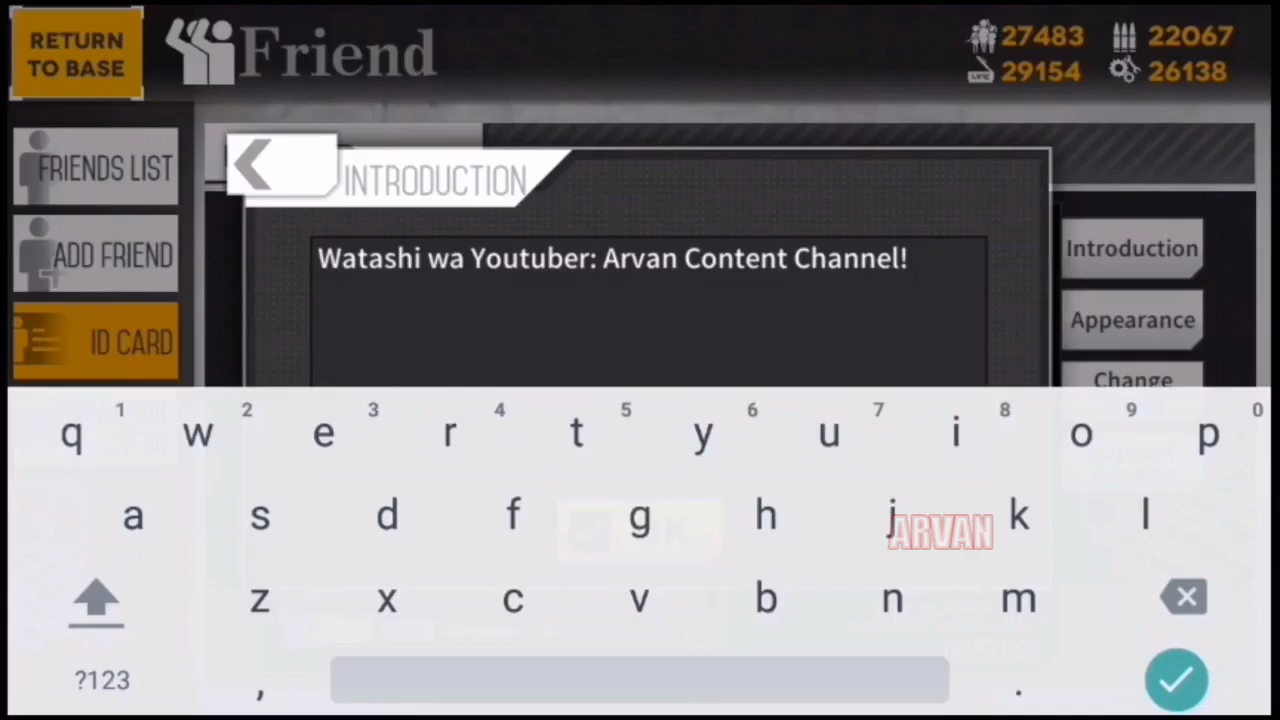 RETURN
TO BASE
Friend
27483
22067
29154
26138
FRIENDS LIST
ADD FRIEND
ID CARD
INTRODUCTION
Watashi wa Youtuber: Arvan Content Channel!
Introduction
Appearance
Change
1 2 3 4 5 6 7 8 9 0
q w e r t y u i o p
a s d f g h j k l
ARVAN
z x c v b n m
?123 , .